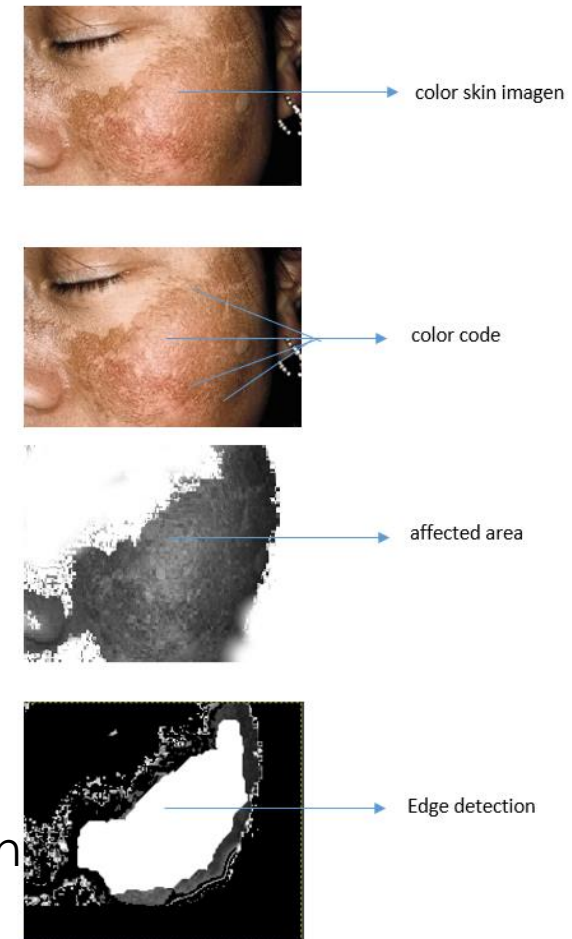 color skin imagen
color code
affected area
Edge detection
n